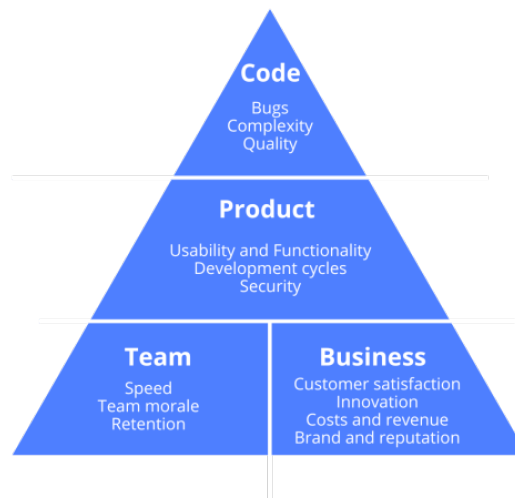 Code
Bugs
Complexity
Quality
Product
Usability and Functionality
Development cycles
Security
Team
Speed
Team morale
Retention
Business
Customer satisfaction
Innovation
Costs and revenue
Brand and reputation